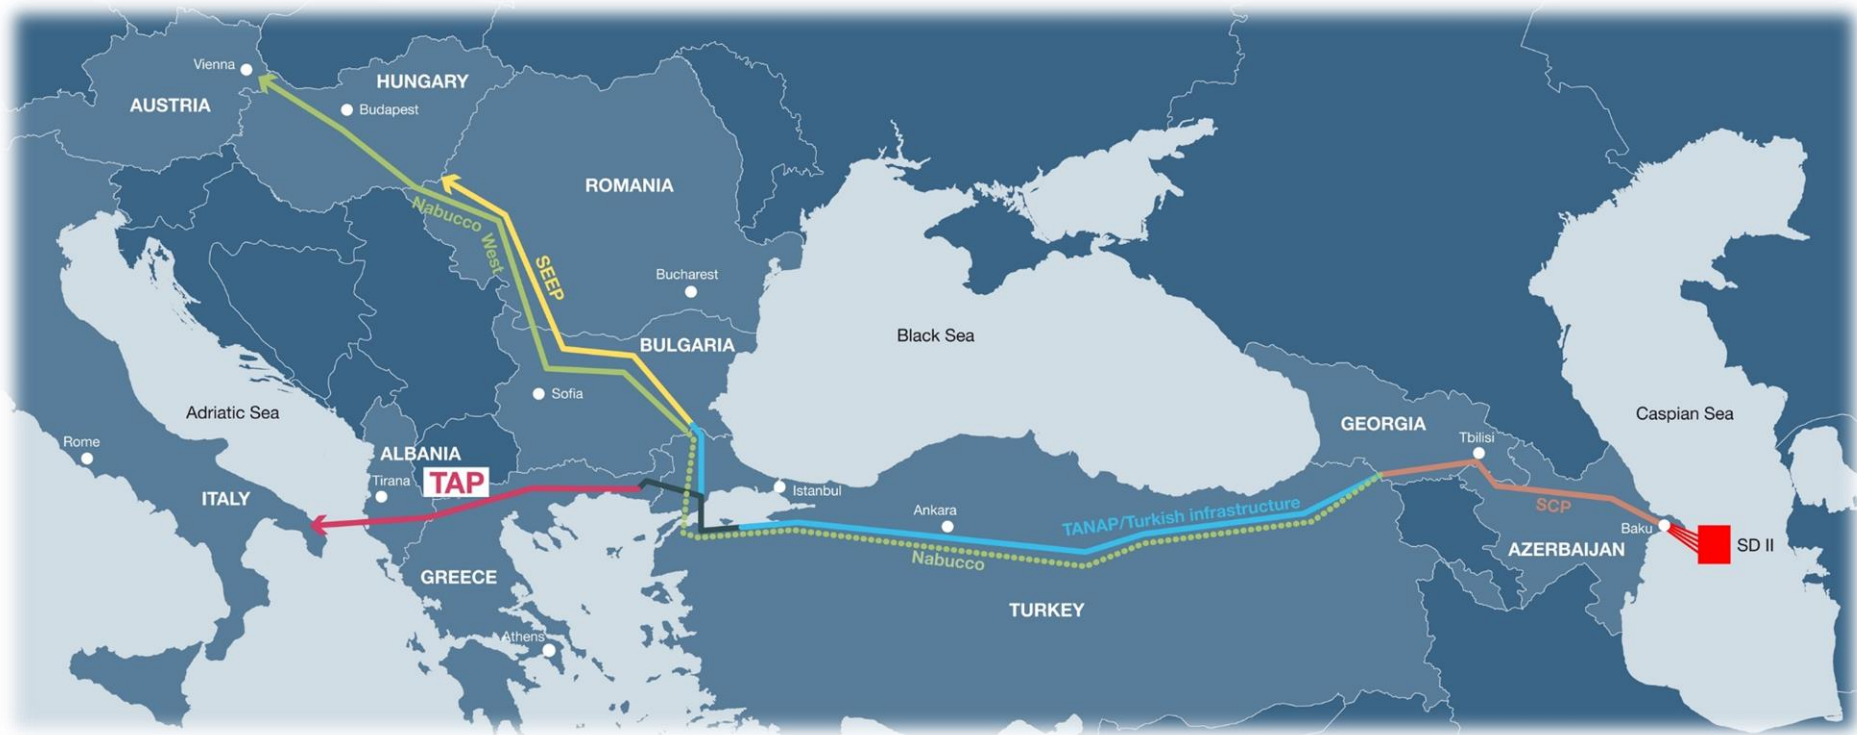 Vienna
HUNGARY
AUSTRIA
Budapest
ROMANIA
Nabucco West
SEEP
Bucharest
Black Sea
BULGARIA
Sofia
Adriatic Sea
Caspian Sea
GEORGIA
Tbilisi
Rome
ALBANIA
TAP
Tirana
ITALY
Istanbul
Ankara
TANAP/Turkish infrastructure
SCP
Baku
SD II
AZERBAIJAN
Nabucco
GREECE
TURKEY
Athens